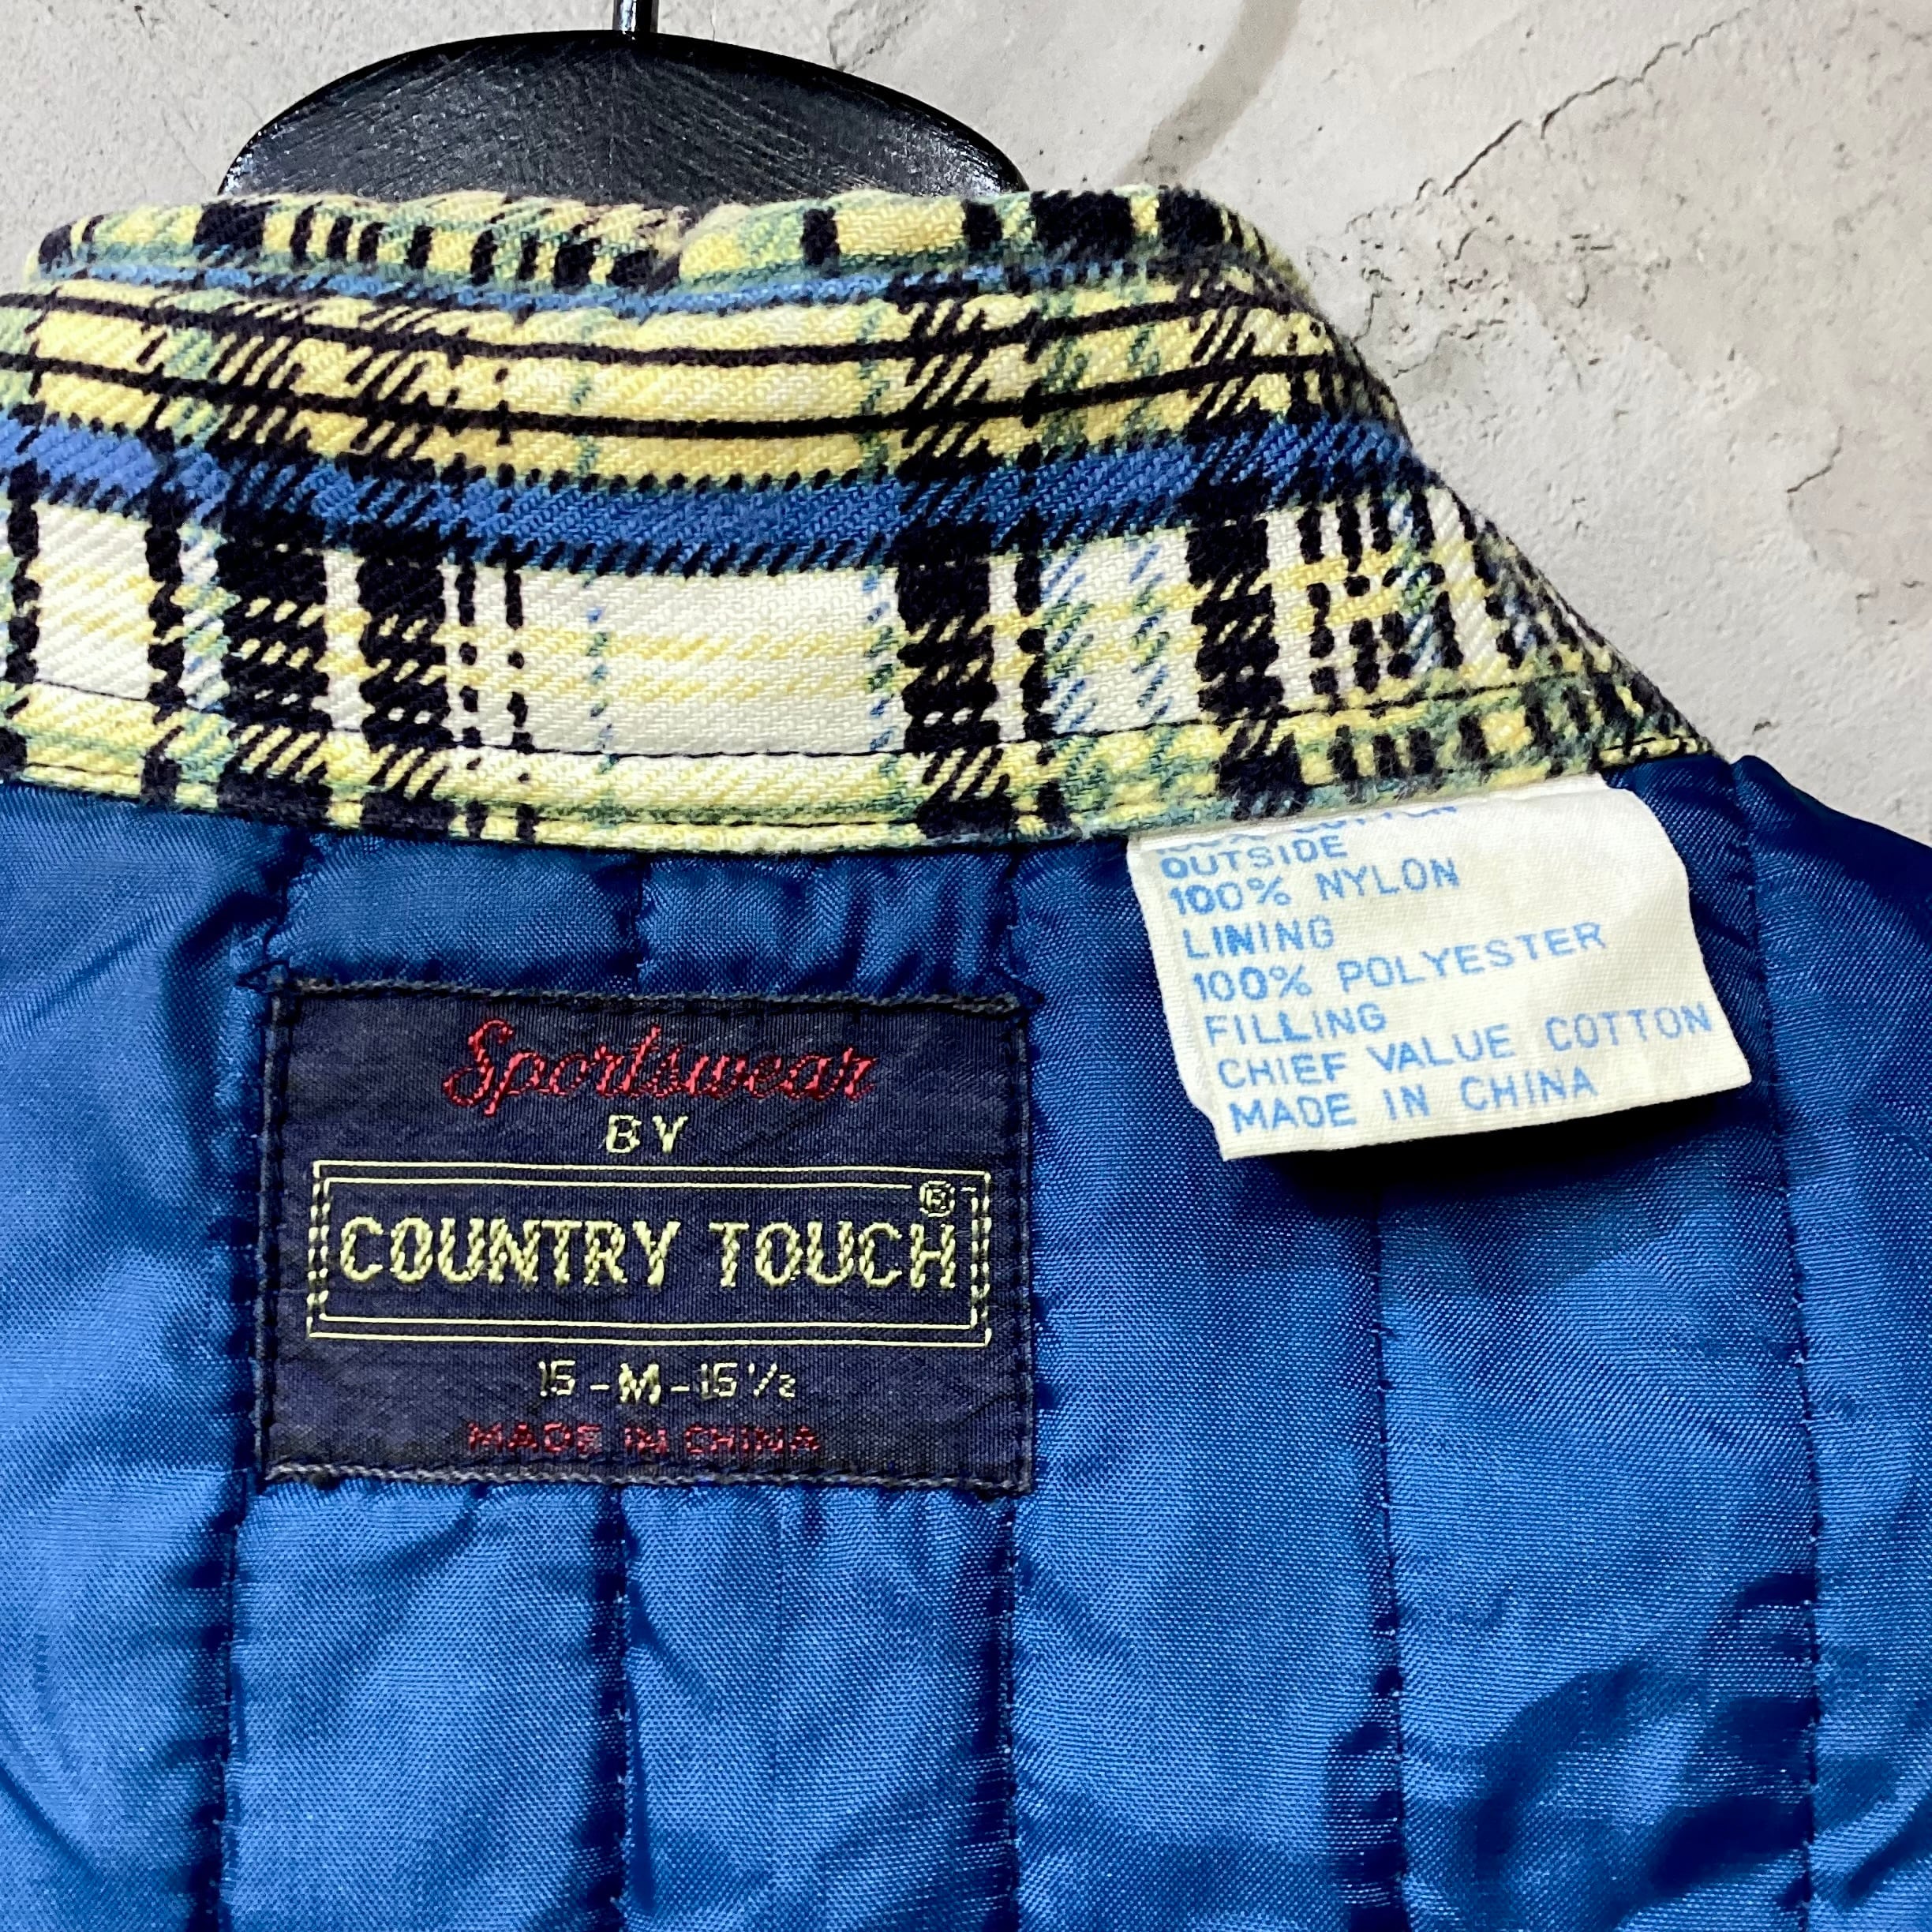 Sportswear
BY
COUNTRY TOUCH®
15-M-15½
MADE IN CHINA
COTTON
OUTSIDE
100% NYLON
LINING
100% POLYESTER
FILLING
CHIEF VALUE COTTON
MADE IN CHINA